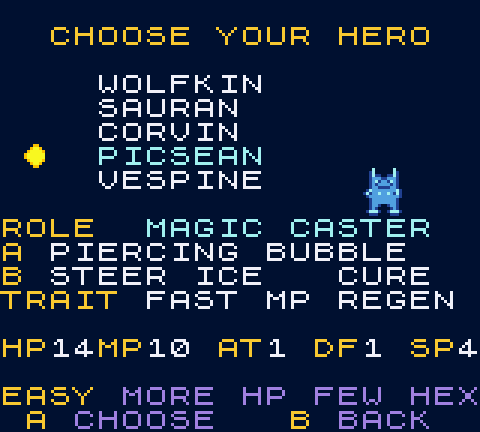 CHOOSE YOUR HERO
WOLFKIN
SAURAN
CORVIN
PICSEAN
VESPINE
ROLE MAGIC CASTER
A PIERCING BUBBLE
B STEER ICE CURE
TRAIT FAST MP REGEN
HP14MP10 AT1 DF1 SP4
EASY MORE HP FEW HEX
A CHOOSE B BACK